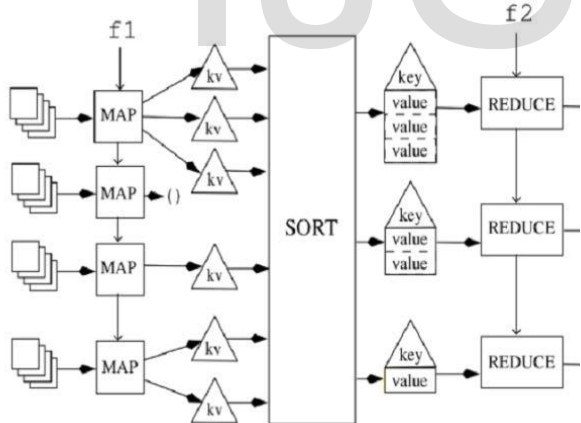 f1
f2
kv
key
MAP
value
REDUCE
kv
value
value
kv
MAP
()
SORT
key
MAP
kv
value
REDUCE
value
kv
key
MAP
REDUCE
kv
value